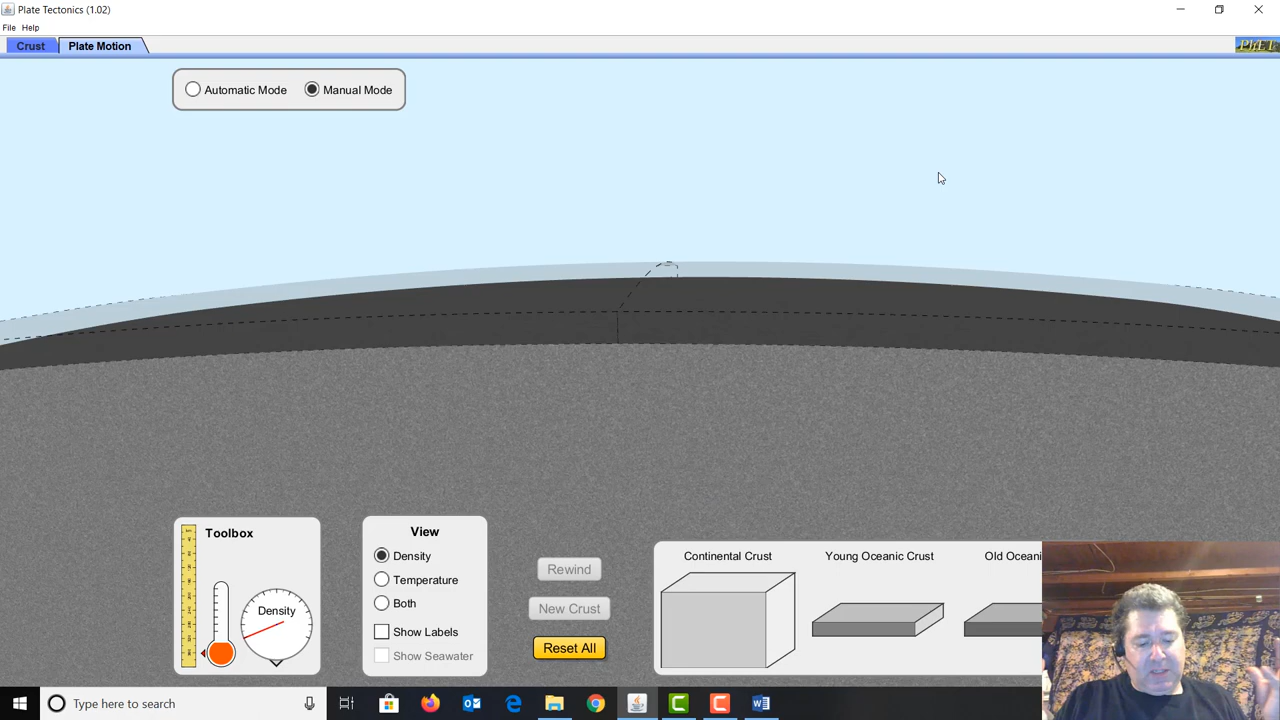 Plate Tectonics (1.02)
File Help
Crust Plate Motion
PhET
Automatic Mode Manual Mode
Toolbox
Density
View
Density
Temperature
Both
Show Labels
Show Seawater
Rewind
New Crust
Reset All
Continental Crust Young Oceanic Crust Old Oceani
Type here to search